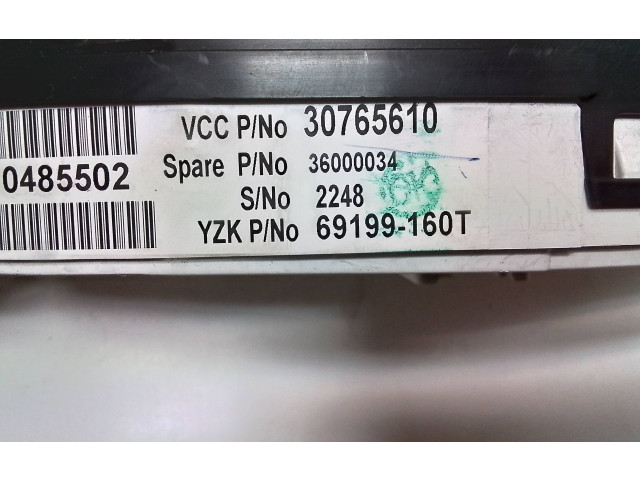 VCC P/No 30765610
0485502
Spare P/No 36000034
S/No 2248
YZK P/No 69199-160T